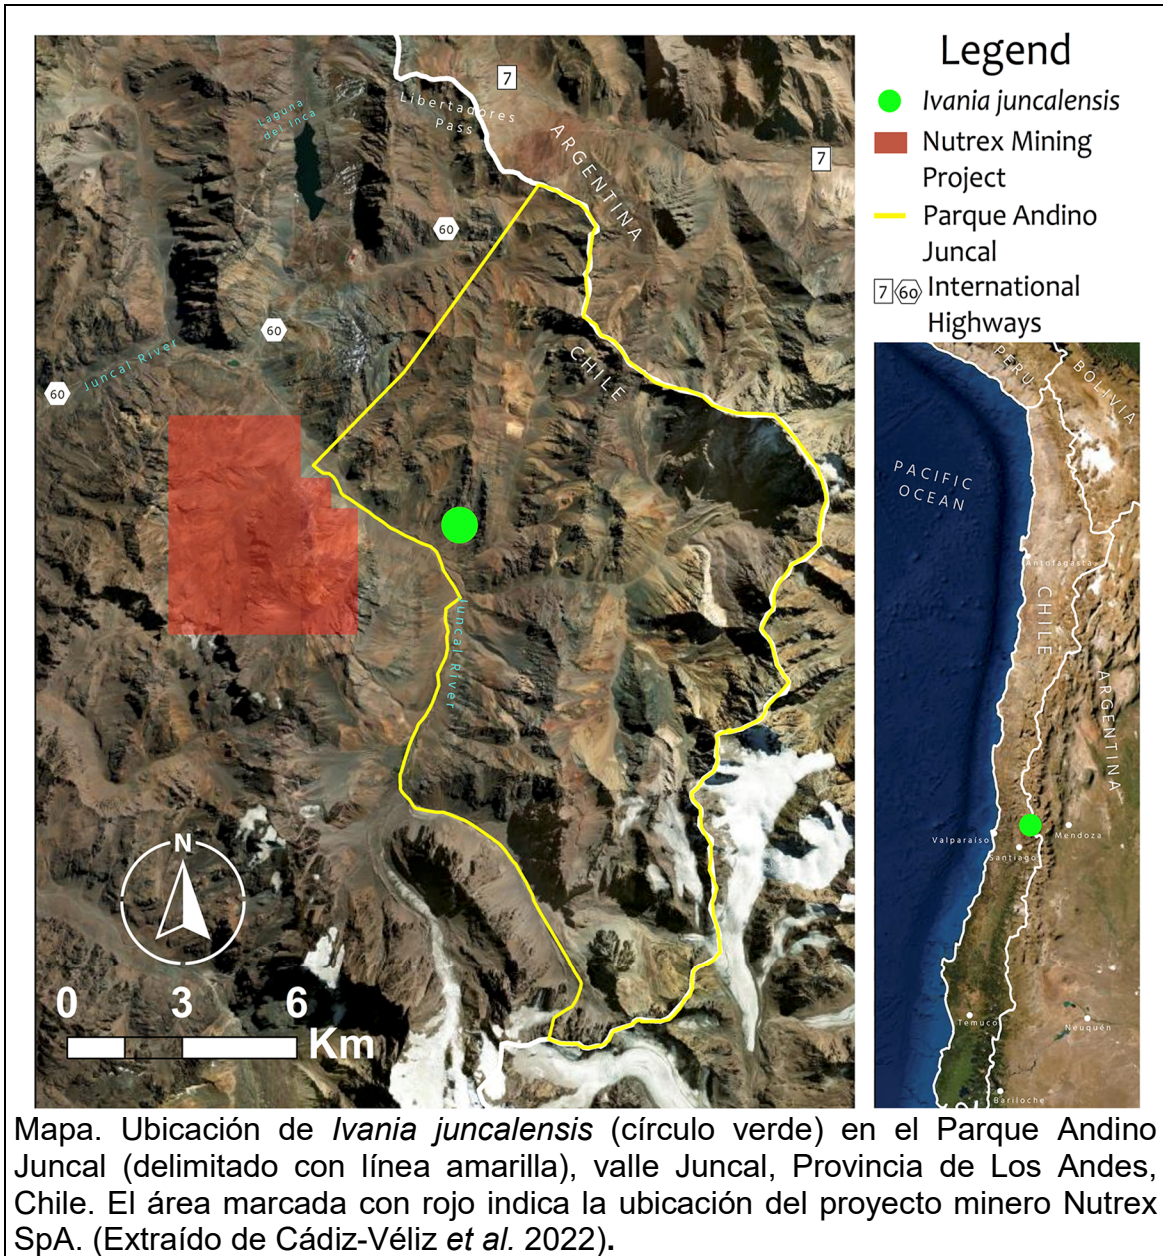 Legend
Ivania juncalensis
Nutrex Mining
Project
Parque Andino
Juncal
7 60 International
Highways
7
Libertadores
Pass
ARGENTINA
7
Laguna
del Inca
60
60
Juncal River
60
CHILE
Juncal River
N
0 3 6
Km
PERU
BOLIVIA
PACIFIC
OCEAN
Antofagasta
CHILE
ARGENTINA
Valparaíso
Mendoza
Santiago
Temuco
Neuquén
Bariloche
Mapa. Ubicación de Ivania juncalensis (círculo verde) en el Parque Andino
Juncal (delimitado con línea amarilla), valle Juncal, Provincia de Los Andes,
Chile. El área marcada con rojo indica la ubicación del proyecto minero Nutrex
SpA. (Extraído de Cádiz-Véliz et al. 2022).